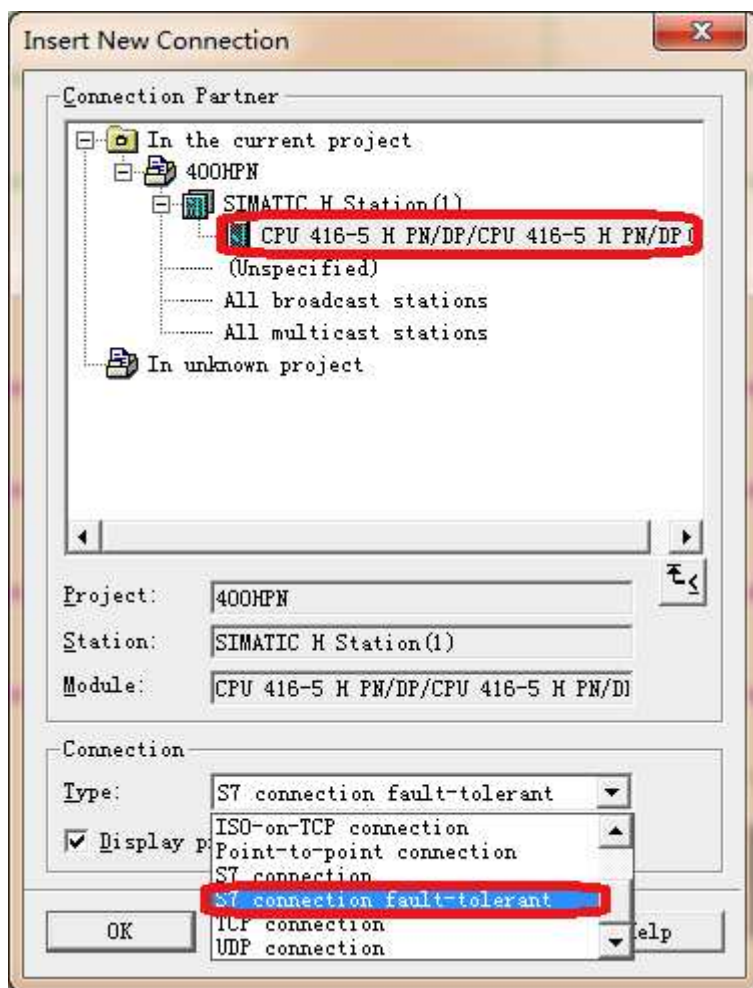 Insert New Connection
Connection Partner
In the current project
400HPN
SIMATIC H Station(1)
CPU 416-5 H PN/DP/CPU 416-5 H PN/DP(
(Unspecified)
All broadcast stations
All multicast stations
In unknown project
Project: 400HPN
Station: SIMATIC H Station(1)
Module: CPU 416-5 H PN/DP/CPU 416-5 H PN/D
Connection
Type: S7 connection fault-tolerant
ISO-on-TCP connection
Display p
Point-to-point connection
S7 connection
S7 connection fault-tolerant
OK
TCP connection
elp
UDP connection